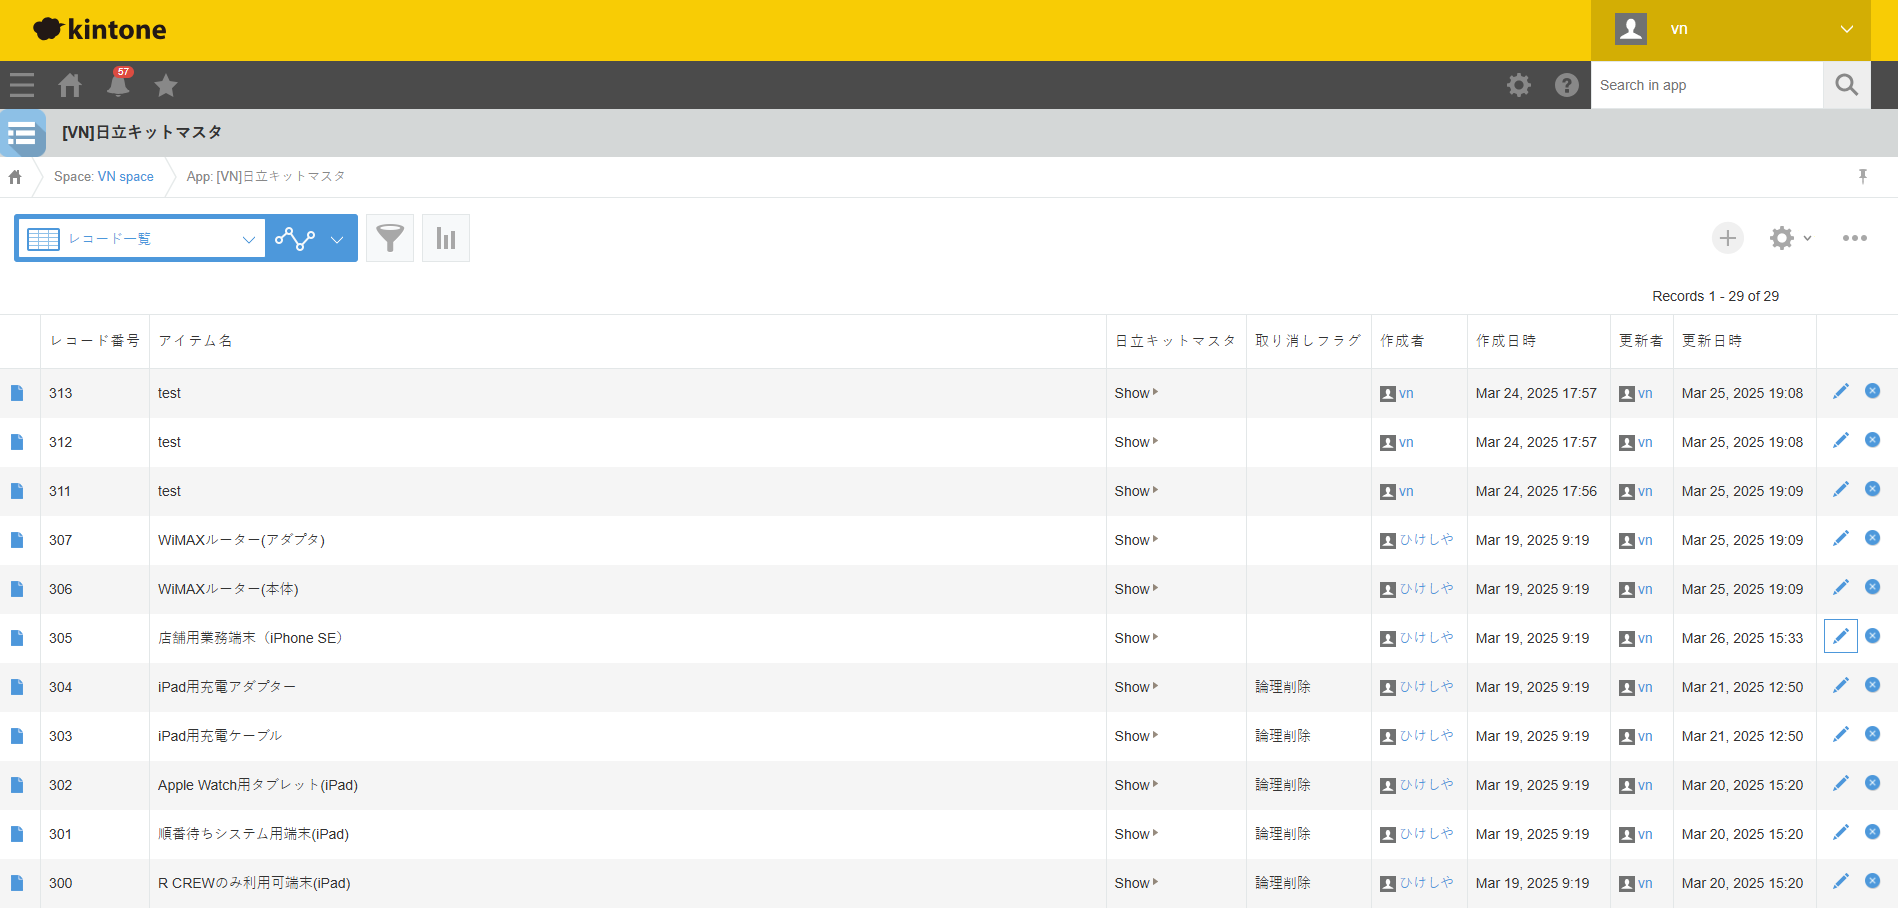 kintone
vn
57
Search in app
[VN]日立キットマスタ
Space: VN space
App: [VN]日立キットマスタ
レコード一覧
Records 1 - 29 of 29
レコード番号 アイテム名 日立キットマスタ 取り消しフラグ 作成者 作成日時 更新者 更新日時
313 test Show vn Mar 24, 2025 17:57 vn Mar 25, 2025 19:08
312 test Show vn Mar 24, 2025 17:57 vn Mar 25, 2025 19:08
311 test Show vn Mar 24, 2025 17:56 vn Mar 25, 2025 19:09
307 WiMAXルーター(アダプタ) Show ひけしや Mar 19, 2025 9:19 vn Mar 25, 2025 19:09
306 WiMAXルーター(本体) Show ひけしや Mar 19, 2025 9:19 vn Mar 25, 2025 19:09
305 店舗用業務端末（iPhone SE） Show ひけしや Mar 19, 2025 9:19 vn Mar 26, 2025 15:33
304 iPad用充電アダプター Show 論理削除 ひけしや Mar 19, 2025 9:19 vn Mar 21, 2025 12:50
303 iPad用充電ケーブル Show 論理削除 ひけしや Mar 19, 2025 9:19 vn Mar 21, 2025 12:50
302 Apple Watch用タブレット(iPad) Show 論理削除 ひけしや Mar 19, 2025 9:19 vn Mar 20, 2025 15:20
301 順番待ちシステム用端末(iPad) Show 論理削除 ひけしや Mar 19, 2025 9:19 vn Mar 20, 2025 15:20
300 R CREWのみ利用可端末(iPad) Show 論理削除 ひけしや Mar 19, 2025 9:19 vn Mar 20, 2025 15:20